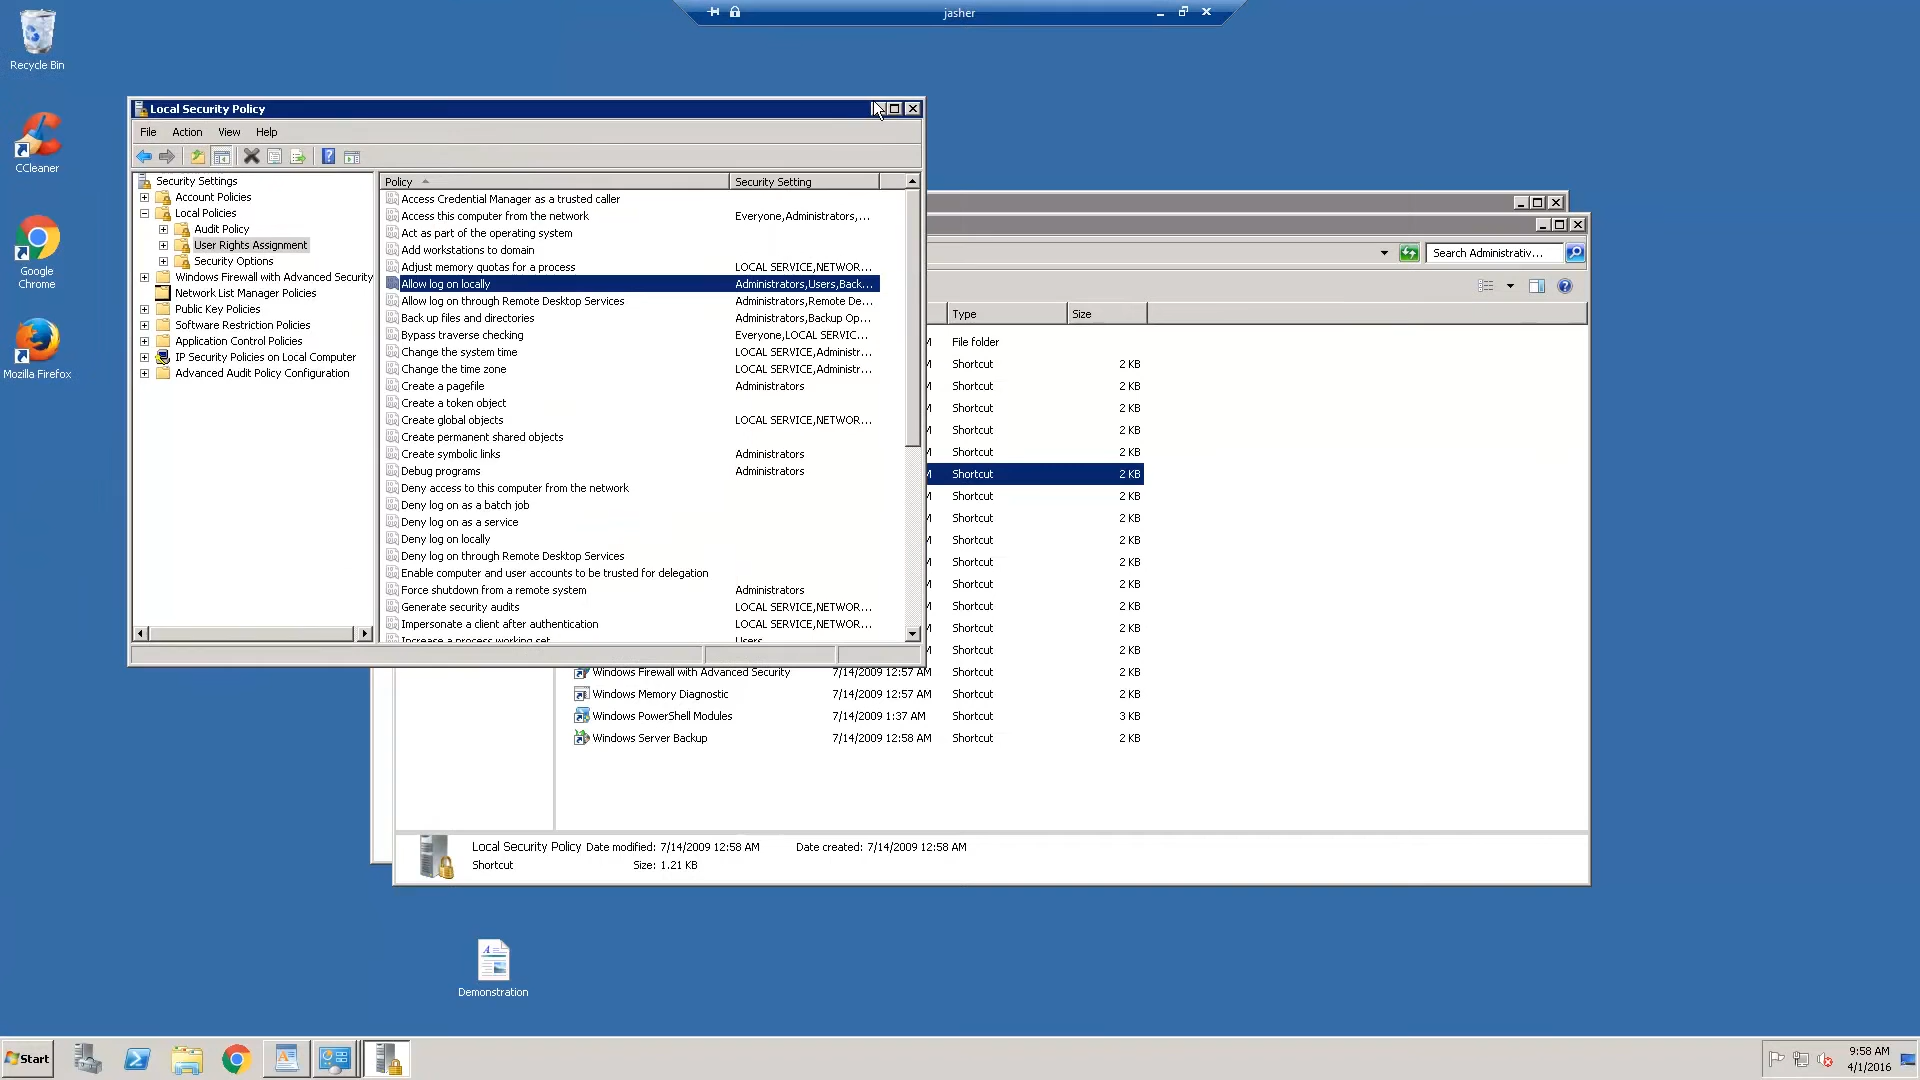 jasher
Recycle Bin
CCleaner
Google
Chrome
Mozilla Firefox
Local Security Policy
File Action View Help
Security Settings
Account Policies
Local Policies
Audit Policy
User Rights Assignment
Security Options
Windows Firewall with Advanced Security
Network List Manager Policies
Public Key Policies
Software Restriction Policies
Application Control Policies
IP Security Policies on Local Computer
Advanced Audit Policy Configuration
Policy Security Setting
Access Credential Manager as a trusted caller
Access this computer from the network Everyone,Administrators,...
Act as part of the operating system
Add workstations to domain
Adjust memory quotas for a process LOCAL SERVICE,NETWOR...
Allow log on locally Administrators,Users,Back...
Allow log on through Remote Desktop Services Administrators,Remote De...
Back up files and directories Administrators,Backup Op...
Bypass traverse checking Everyone,LOCAL SERVIC...
Change the system time LOCAL SERVICE,Administr...
Change the time zone LOCAL SERVICE,Administr...
Create a pagefile Administrators
Create a token object
Create global objects LOCAL SERVICE,NETWOR...
Create permanent shared objects
Create symbolic links Administrators
Debug programs Administrators
Deny access to this computer from the network
Deny log on as a batch job
Deny log on as a service
Deny log on locally
Deny log on through Remote Desktop Services
Enable computer and user accounts to be trusted for delegation
Force shutdown from a remote system Administrators
Generate security audits LOCAL SERVICE,NETWOR...
Impersonate a client after authentication LOCAL SERVICE,NETWOR...
Increase a process working set Users
Search Administrativ...
Type Size
File folder
Shortcut 2 KB
Shortcut 2 KB
Shortcut 2 KB
Shortcut 2 KB
Shortcut 2 KB
Shortcut 2 KB
Shortcut 2 KB
Shortcut 2 KB
Shortcut 2 KB
Shortcut 2 KB
Shortcut 2 KB
Shortcut 2 KB
Shortcut 2 KB
Shortcut 2 KB
Windows Firewall with Advanced Security 7/14/2009 12:57 AM Shortcut 2 KB
Windows Memory Diagnostic 7/14/2009 12:57 AM Shortcut 2 KB
Windows PowerShell Modules 7/14/2009 1:37 AM Shortcut 3 KB
Windows Server Backup 7/14/2009 12:58 AM Shortcut 2 KB
Local Security Policy Date modified: 7/14/2009 12:58 AM Date created: 7/14/2009 12:58 AM
Shortcut Size: 1.21 KB
Demonstration
Start
9:58 AM
4/1/2016